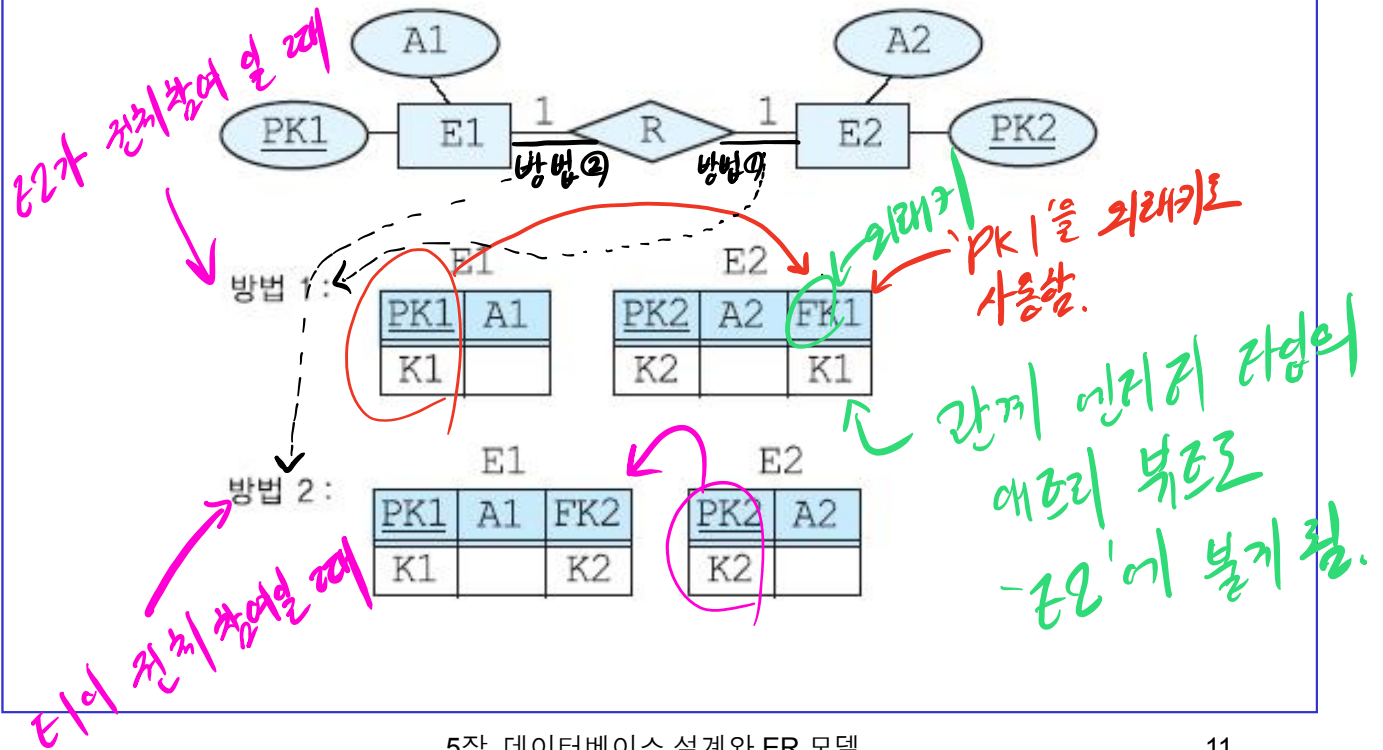 A1
A2
E2가 전체참여 일 때
PK1
E1
1
R
1
E2
PK2
방법②
방법①
외래키
'PK1'을 외래키로
사용함.
방법 1:
E1
E2
PK1 A1
PK2 A2 FK1
K1
K2 K1
관계 엔티티 타입의
애트리뷰트로
'E2'에 붙게 됨.
방법 2:
E1
E2
PK1 A1 FK2
PK2 A2
K1 K2
K2
E1이 전체 참여일 때
5장. 데이터베이스 설계와 ER 모델
11